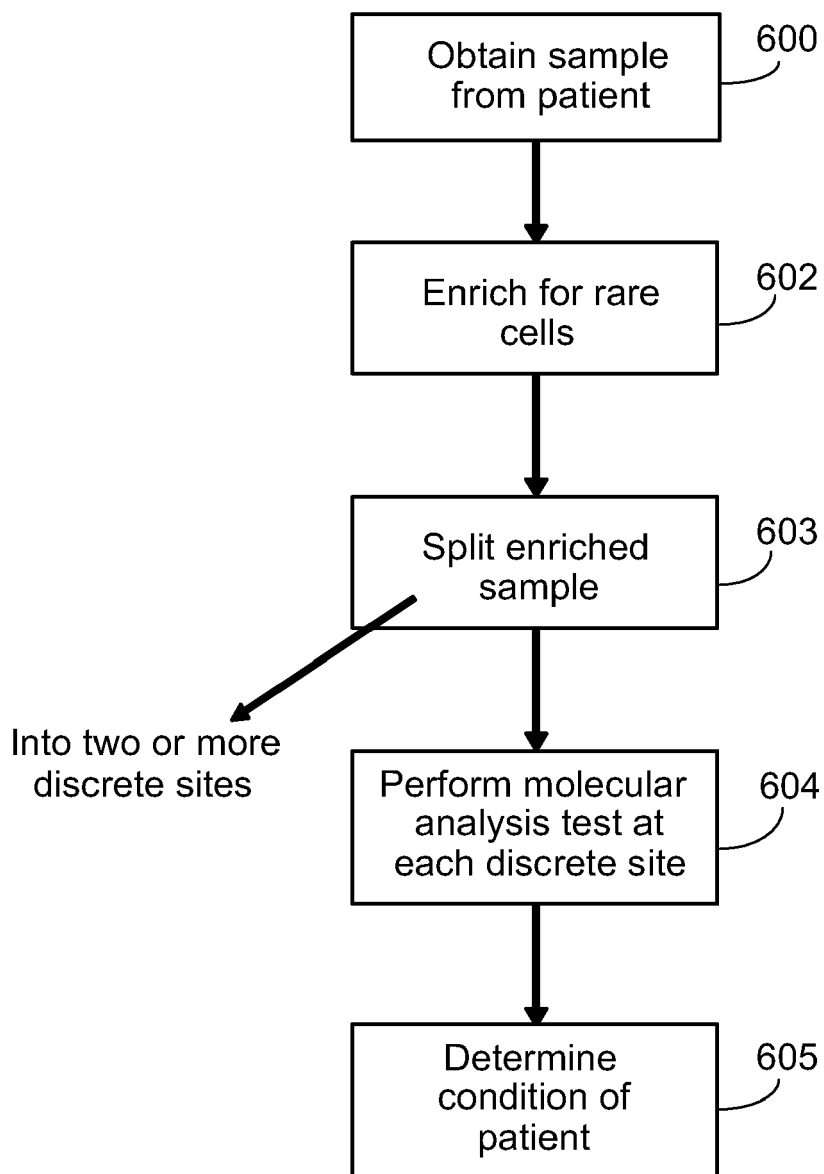 Obtain sample
from patient
600
Enrich for rare
cells
602
Split enriched
sample
603
Into two or more
discrete sites
Perform molecular
analysis test at
each discrete site
604
Determine
condition of
patient
605